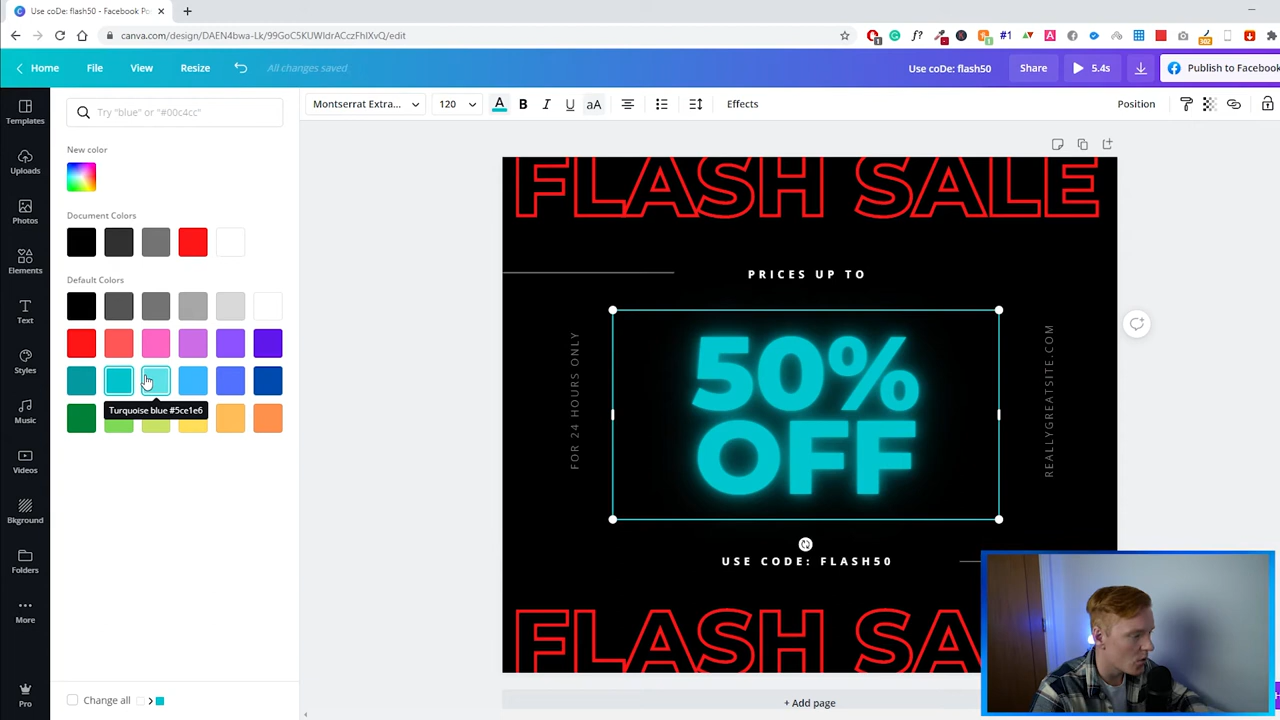 Use coDe: flash50 - Facebook Po
canva.com/design/DAEN4bwa-Lk/99GoC5KUWldrACczFhlXvQ/edit
Home File View Resize All changes saved Use coDe: flash50 Share 5.4s Publish to Facebook
Montserrat Extra... 120 A B I U aA Effects Position
Templates
Uploads
Photos
Elements
Text
Styles
Music
Videos
Bkground
Folders
More
Pro
Try "blue" or "#00c4cc"
New color
Document Colors
Default Colors
Turquoise blue #5ce1e6
Change all
FLASH SALE
PRICES UP TO
FOR 24 HOURS ONLY
50%
OFF
REALLYGREATSITE.COM
USE CODE: FLASH50
FLASH SA
+ Add page